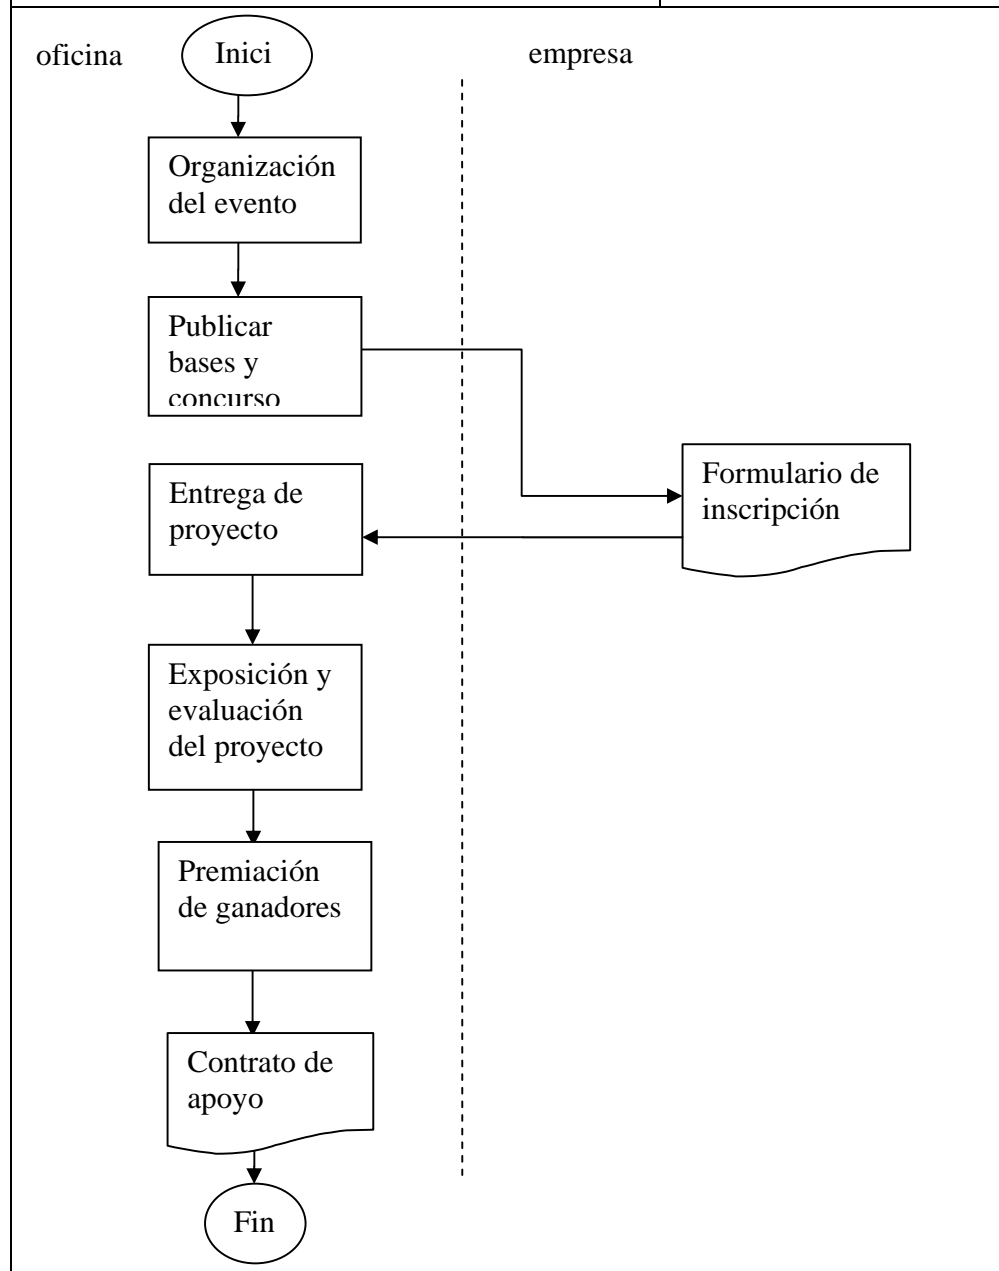 oficina
Inici
empresa
Organización
del evento
Publicar
bases y
concurso
Formulario de
inscripción
Entrega de
proyecto
Exposición y
evaluación
del proyecto
Premiación
de ganadores
Contrato de
apoyo
Fin